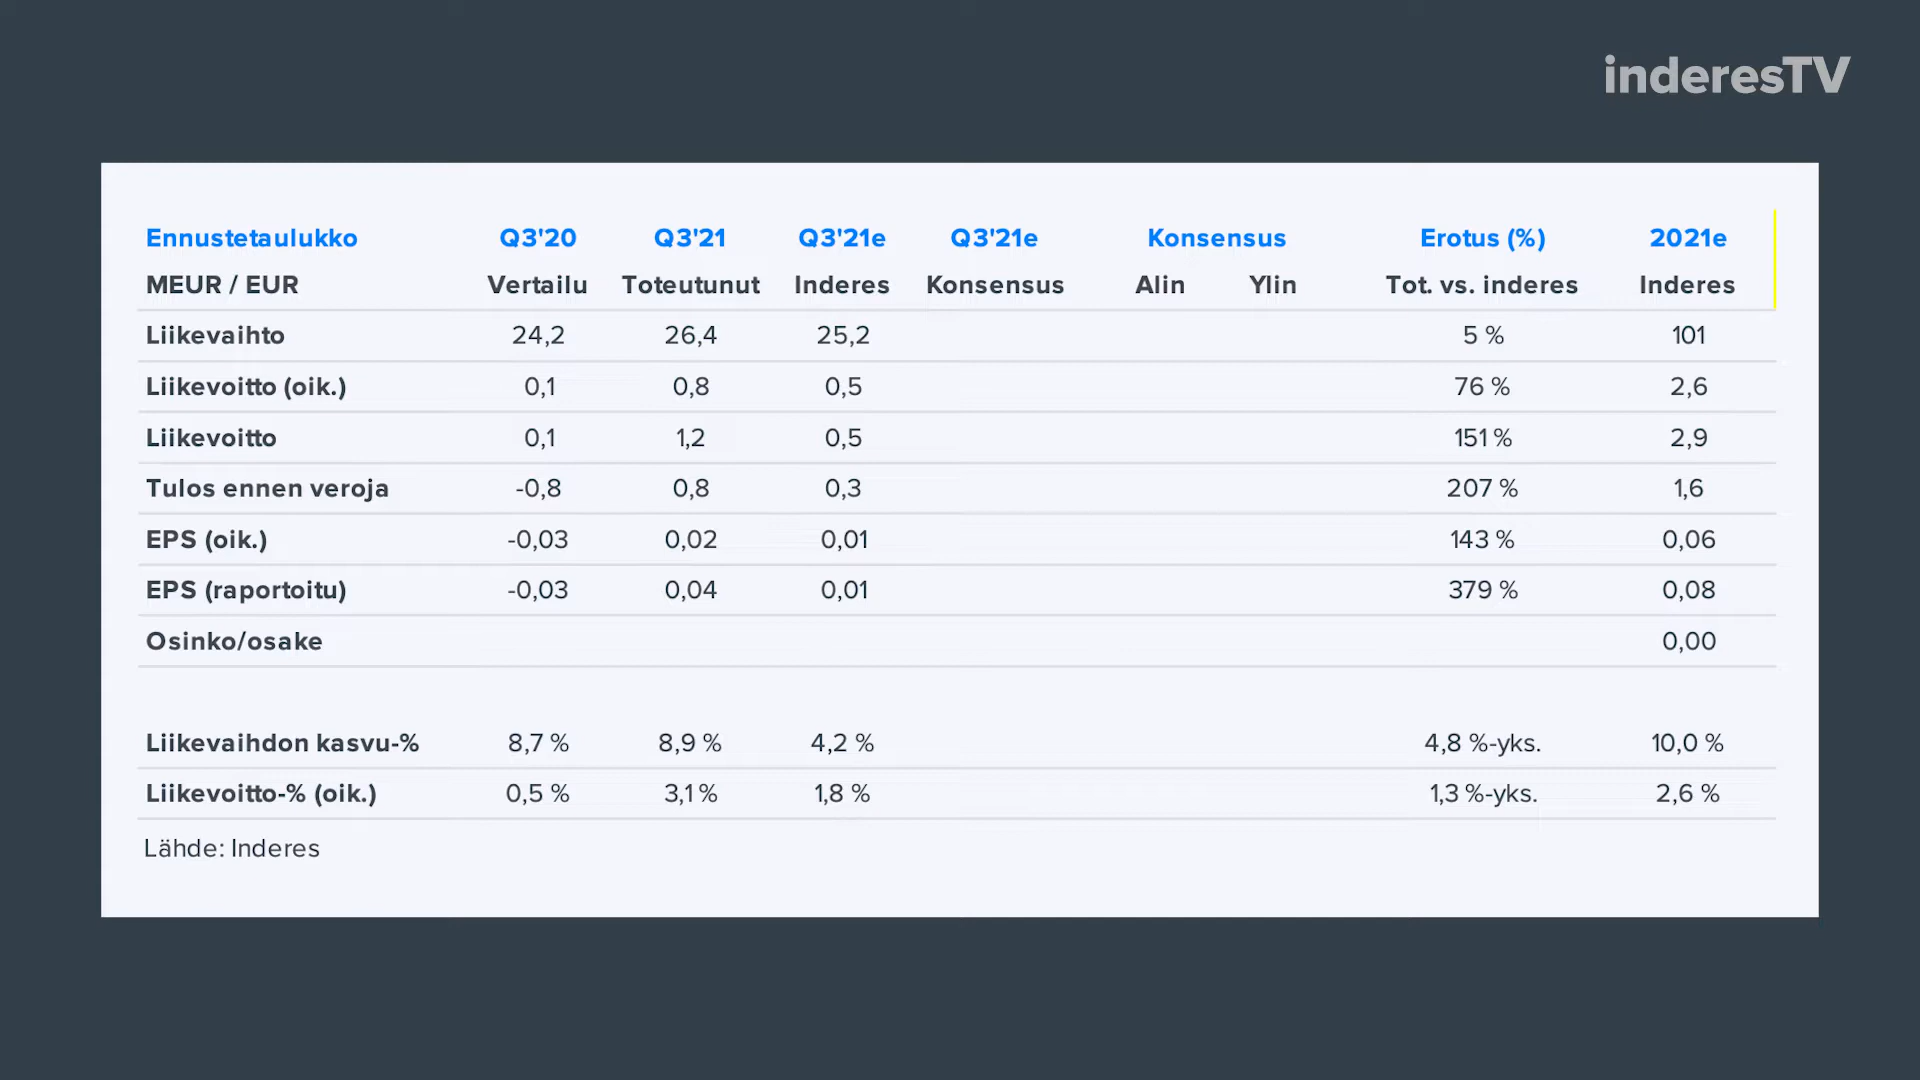 inderesTV
Ennustetaulukko Q3'20 Q3'21 Q3'21e Q3'21e Konsensus Erotus (%) 2021e
MEUR / EUR Vertailu Toteutunut Inderes Konsensus Alin Ylin Tot. vs. inderes Inderes
Liikevaihto 24,2 26,4 25,2 5 % 101
Liikevoitto (oik.) 0,1 0,8 0,5 76 % 2,6
Liikevoitto 0,1 1,2 0,5 151 % 2,9
Tulos ennen veroja -0,8 0,8 0,3 207 % 1,6
EPS (oik.) -0,03 0,02 0,01 143 % 0,06
EPS (raportoitu) -0,03 0,04 0,01 379 % 0,08
Osinko/osake 0,00
Liikevaihdon kasvu-% 8,7 % 8,9 % 4,2 % 4,8 %-yks. 10,0 %
Liikevoitto-% (oik.) 0,5 % 3,1 % 1,8 % 1,3 %-yks. 2,6 %
Lähde: Inderes